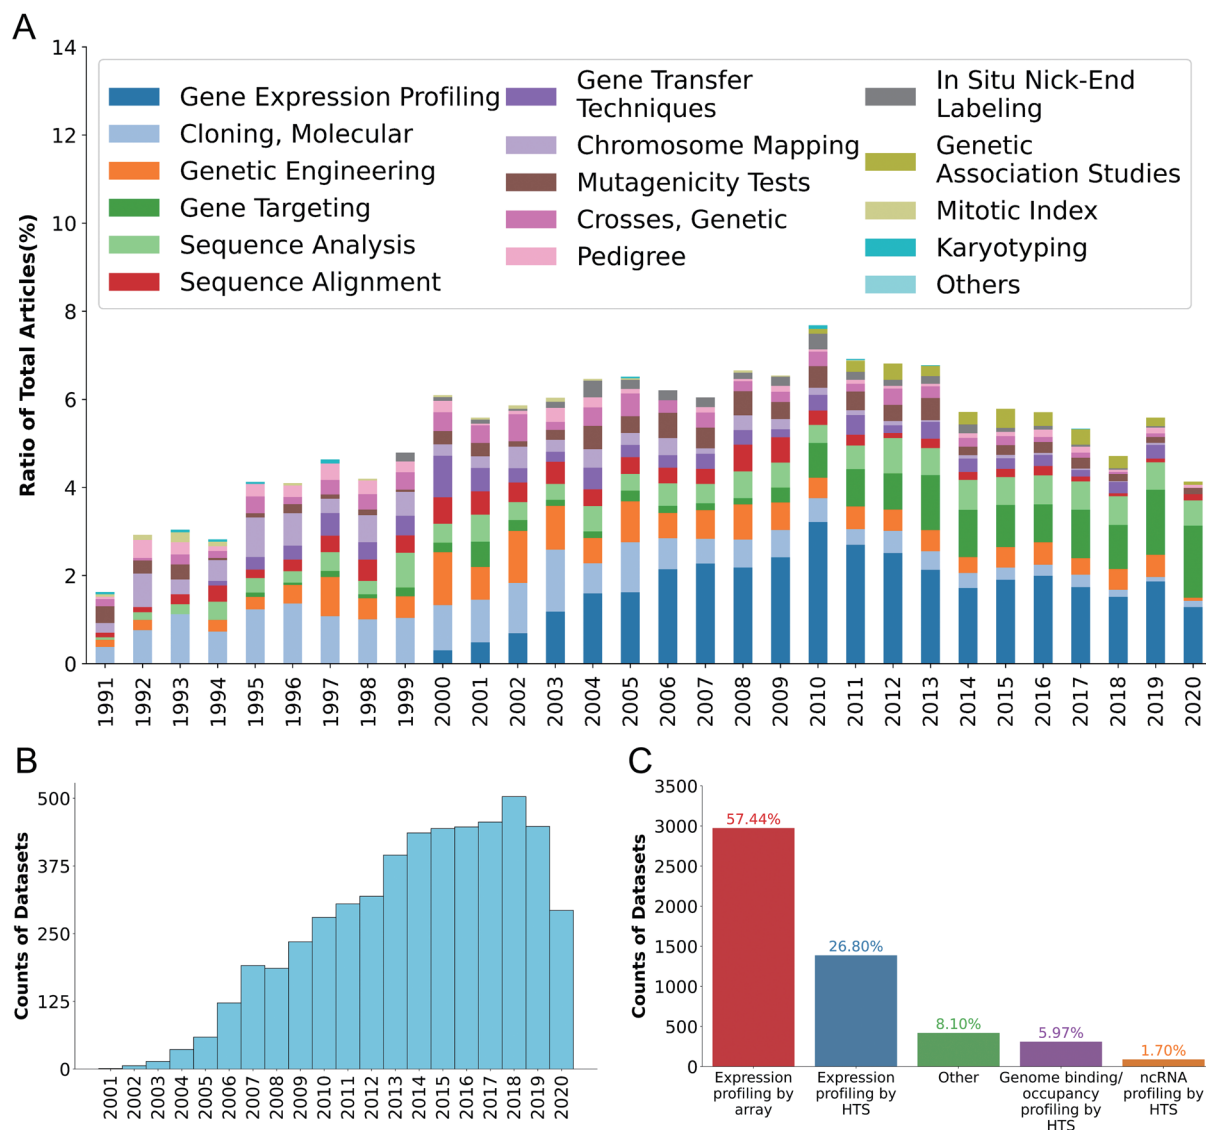 A
Ratio of Total Articles(%)
14
12
10
8
6
4
2
0
Gene Expression Profiling
Cloning, Molecular
Genetic Engineering
Gene Targeting
Sequence Analysis
Sequence Alignment
Gene Transfer
Techniques
Chromosome Mapping
Mutagenicity Tests
Crosses, Genetic
Pedigree
In Situ Nick-End
Labeling
Genetic
Association Studies
Mitotic Index
Karyotyping
Others
1991 1992 1993 1994 1995 1996 1997 1998 1999 2000 2001 2002 2003 2004 2005 2006 2007 2008 2009 2010 2011 2012 2013 2014 2015 2016 2017 2018 2019 2020
B
Counts of Datasets
500
375
250
125
0
2001 2002 2003 2004 2005 2006 2007 2008 2009 2010 2011 2012 2013 2014 2015 2016 2017 2018 2019 2020
C
Counts of Datasets
3500
3000
2500
2000
1500
1000
500
0
57.44%
26.80%
8.10%
5.97%
1.70%
Expression
profiling by
array
Expression
profiling by
HTS
Other
Genome binding/
occupancy
profiling by
HTS
ncRNA
profiling by
HTS